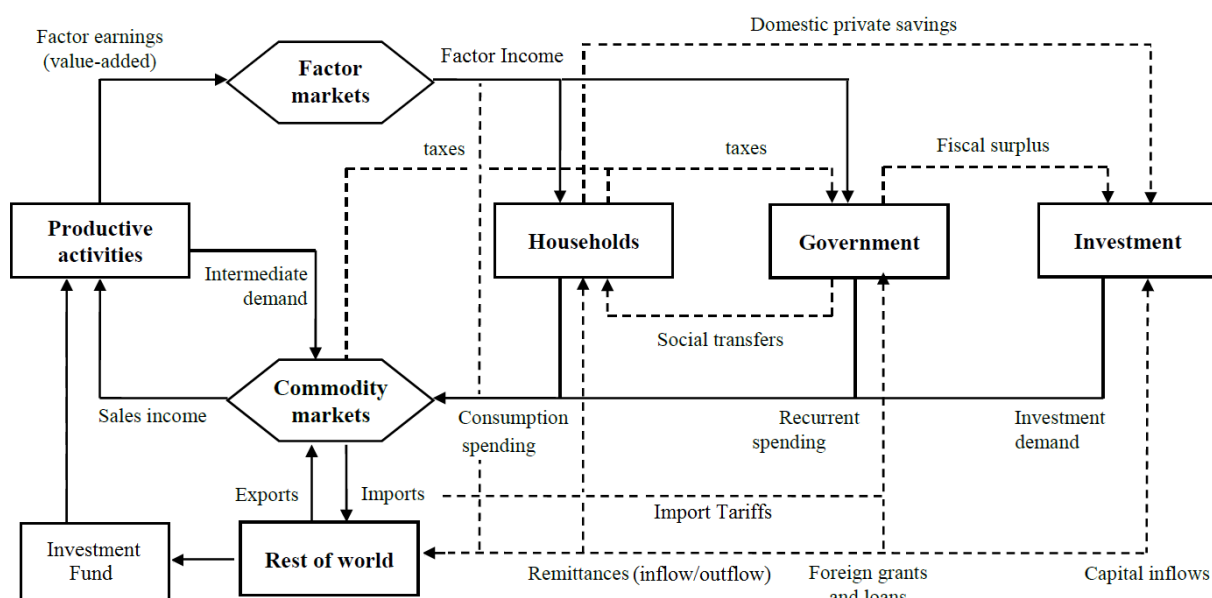 Domestic private savings
Factor earnings
(value-added)
Factor
markets
Factor Income
taxes
taxes
Fiscal surplus
Productive
activities
Households
Government
Investment
Intermediate
demand
Social transfers
Commodity
markets
Sales income
Consumption
spending
Recurrent
spending
Investment
demand
Exports
Imports
Import Tariffs
Investment
Fund
Rest of world
Remittances (inflow/outflow)
Foreign grants
and loans
Capital inflows